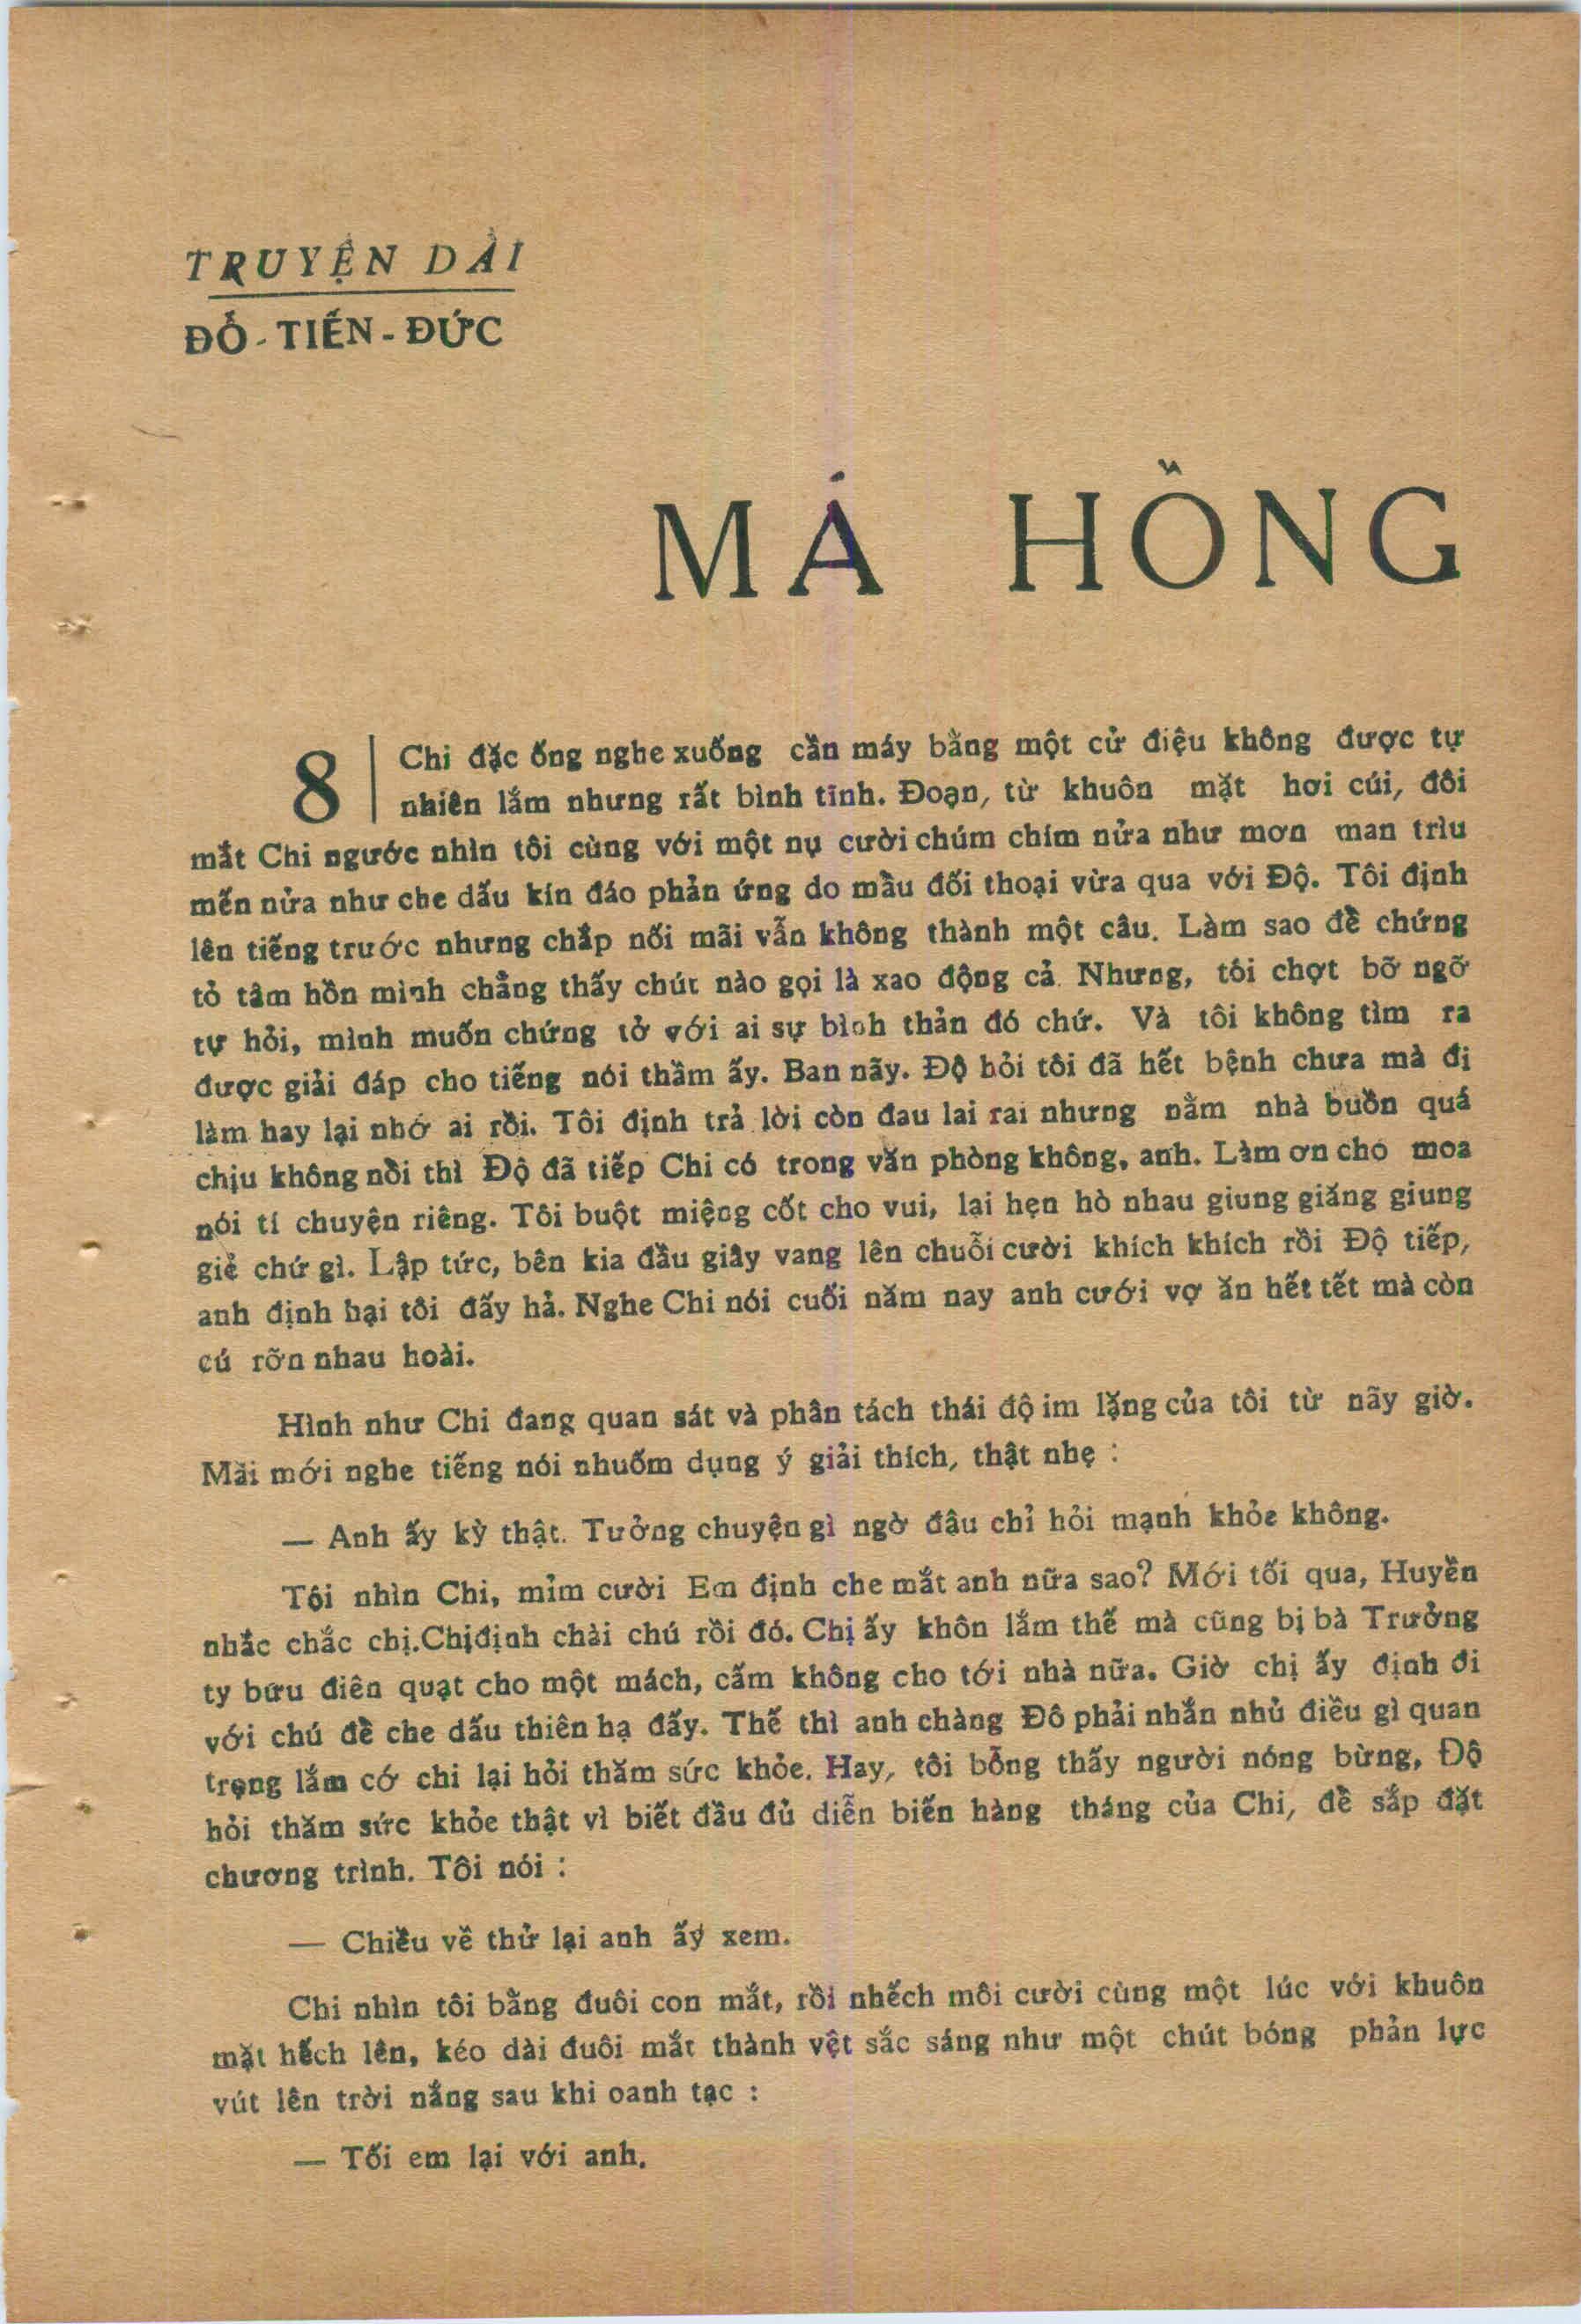 TRUYỆN DÀI
ĐỖ - TIẾN - ĐỨC
MÁ HỒNG
8 | Chi đặc ống nghe xuống cần máy bằng một cử điệu không được tự
nhiên lắm nhưng rất bình tĩnh. Đoạn, từ khuôn mặt hơi cúi, đôi
mắt Chi ngước nhìn tôi cùng với một nụ cười chúm chím nửa như mơn man trìu
mến nửa như che dấu kín đáo phản ứng do mầu đối thoại vừa qua với Độ. Tôi định
lên tiếng trước nhưng chắp nối mãi vẫn không thành một câu. Làm sao đề chứng
tỏ tâm hồn mình chẳng thấy chút nào gọi là xao động cả. Nhưng, tôi chợt bỡ ngỡ
tự hỏi, mình muốn chứng tở với ai sự bình thản đó chứ. Và tôi không tìm ra
được giải đáp cho tiếng nói thầm ấy. Ban nãy. Độ hỏi tôi đã hết bệnh chưa mà đị
làm hay lại nhớ ai rồi. Tôi định trả lời còn đau lai rai nhưng nằm nhà buồn quá
chịu không nồi thì Độ đã tiếp Chi có trong văn phòng không, anh. Làm ơn cho moa
nói tí chuyện riêng. Tôi buột miệng cốt cho vui, lại hẹn hò nhau giung giăng giung
giẻ chứ gì. Lập tức, bên kia đầu giây vang lên chuỗi cười khích khích rồi Độ tiếp,
anh định hại tôi đấy hả. Nghe Chi nói cuối năm nay anh cưới vợ ăn hết tết mà còn
cú rỡn nhau hoài.
Hình như Chi đang quan sát và phân tách thái độ im lặng của tôi từ nãy giờ.
Mãi mới nghe tiếng nói nhuốm dụng ý giải thích, thật nhẹ :
— Anh ấy kỳ thật. Tưởng chuyện gì ngờ đâu chỉ hỏi mạnh khỏe không.
Tôi nhìn Chi, mỉm cười Em định che mắt anh nữa sao? Mới tối qua, Huyền
nhắc chắc chị.Chị định chài chú rồi đó. Chị ấy khôn lắm thế mà cũng bị bà Trưởng
ty bưu điên quạt cho một mách, cấm không cho tới nhà nữa. Giờ chị ấy định đi
với chú đề che dấu thiên hạ đấy. Thế thì anh chàng Đô phải nhắn nhủ điều gì quan
trọng lắm cớ chi lại hỏi thăm sức khỏe. Hay, tôi bỗng thấy người nóng bừng, Độ
hỏi thăm sức khỏe thật vì biết đầu đủ diễn biến hàng tháng của Chi, đề sắp đặt
chương trình. Tôi nói :
— Chiều về thử lại anh ấy xem.
Chi nhìn tôi bằng đuôi con mắt, rồi nhếch môi cười cùng một lúc với khuôn
mặt hếch lên, kéo dài đuôi mắt thành vệt sắc sáng như một chút bóng phản lực
vút lên trời nắng sau khi oanh tạc :
— Tối em lại với anh.